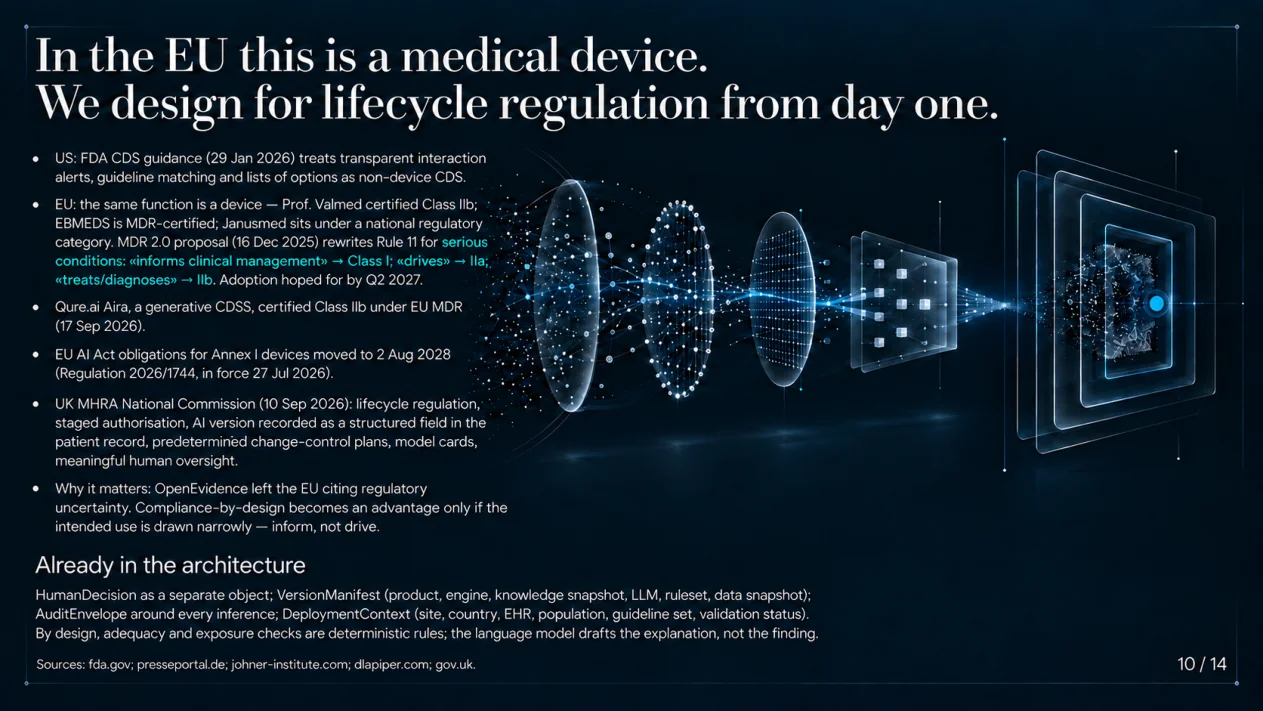 In the EU this is a medical device.
We design for lifecycle regulation from day one.
• US: FDA CDS guidance (29 Jan 2026) treats transparent interaction
alerts, guideline matching and lists of options as non-device CDS.
• EU: the same function is a device — Prof. Valmed certified Class IIb;
EBMEDS is MDR-certified; Janusmed sits under a national regulatory
category. MDR 2.0 proposal (16 Dec 2025) rewrites Rule 11 for serious
conditions: «informs clinical management» → Class I; «drives» → IIa;
«treats/diagnoses» → IIb. Adoption hoped for by Q2 2027.
• Qure.ai Aira, a generative CDSS, certified Class IIb under EU MDR
(17 Sep 2026).
• EU AI Act obligations for Annex I devices moved to 2 Aug 2028
(Regulation 2026/1744, in force 27 Jul 2026).
• UK MHRA National Commission (10 Sep 2026): lifecycle regulation,
staged authorisation, AI version recorded as a structured field in the
patient record, predetermined change-control plans, model cards,
meaningful human oversight.
• Why it matters: OpenEvidence left the EU citing regulatory
uncertainty. Compliance-by-design becomes an advantage only if the
intended use is drawn narrowly — inform, not drive.
Already in the architecture
HumanDecision as a separate object; VersionManifest (product, engine, knowledge snapshot, LLM, ruleset, data snapshot);
AuditEnvelope around every inference; DeploymentContext (site, country, EHR, population, guideline set, validation status).
By design, adequacy and exposure checks are deterministic rules; the language model drafts the explanation, not the finding.
Sources: fda.gov; presseportal.de; johner-institute.com; dlapiper.com; gov.uk.
10 / 14